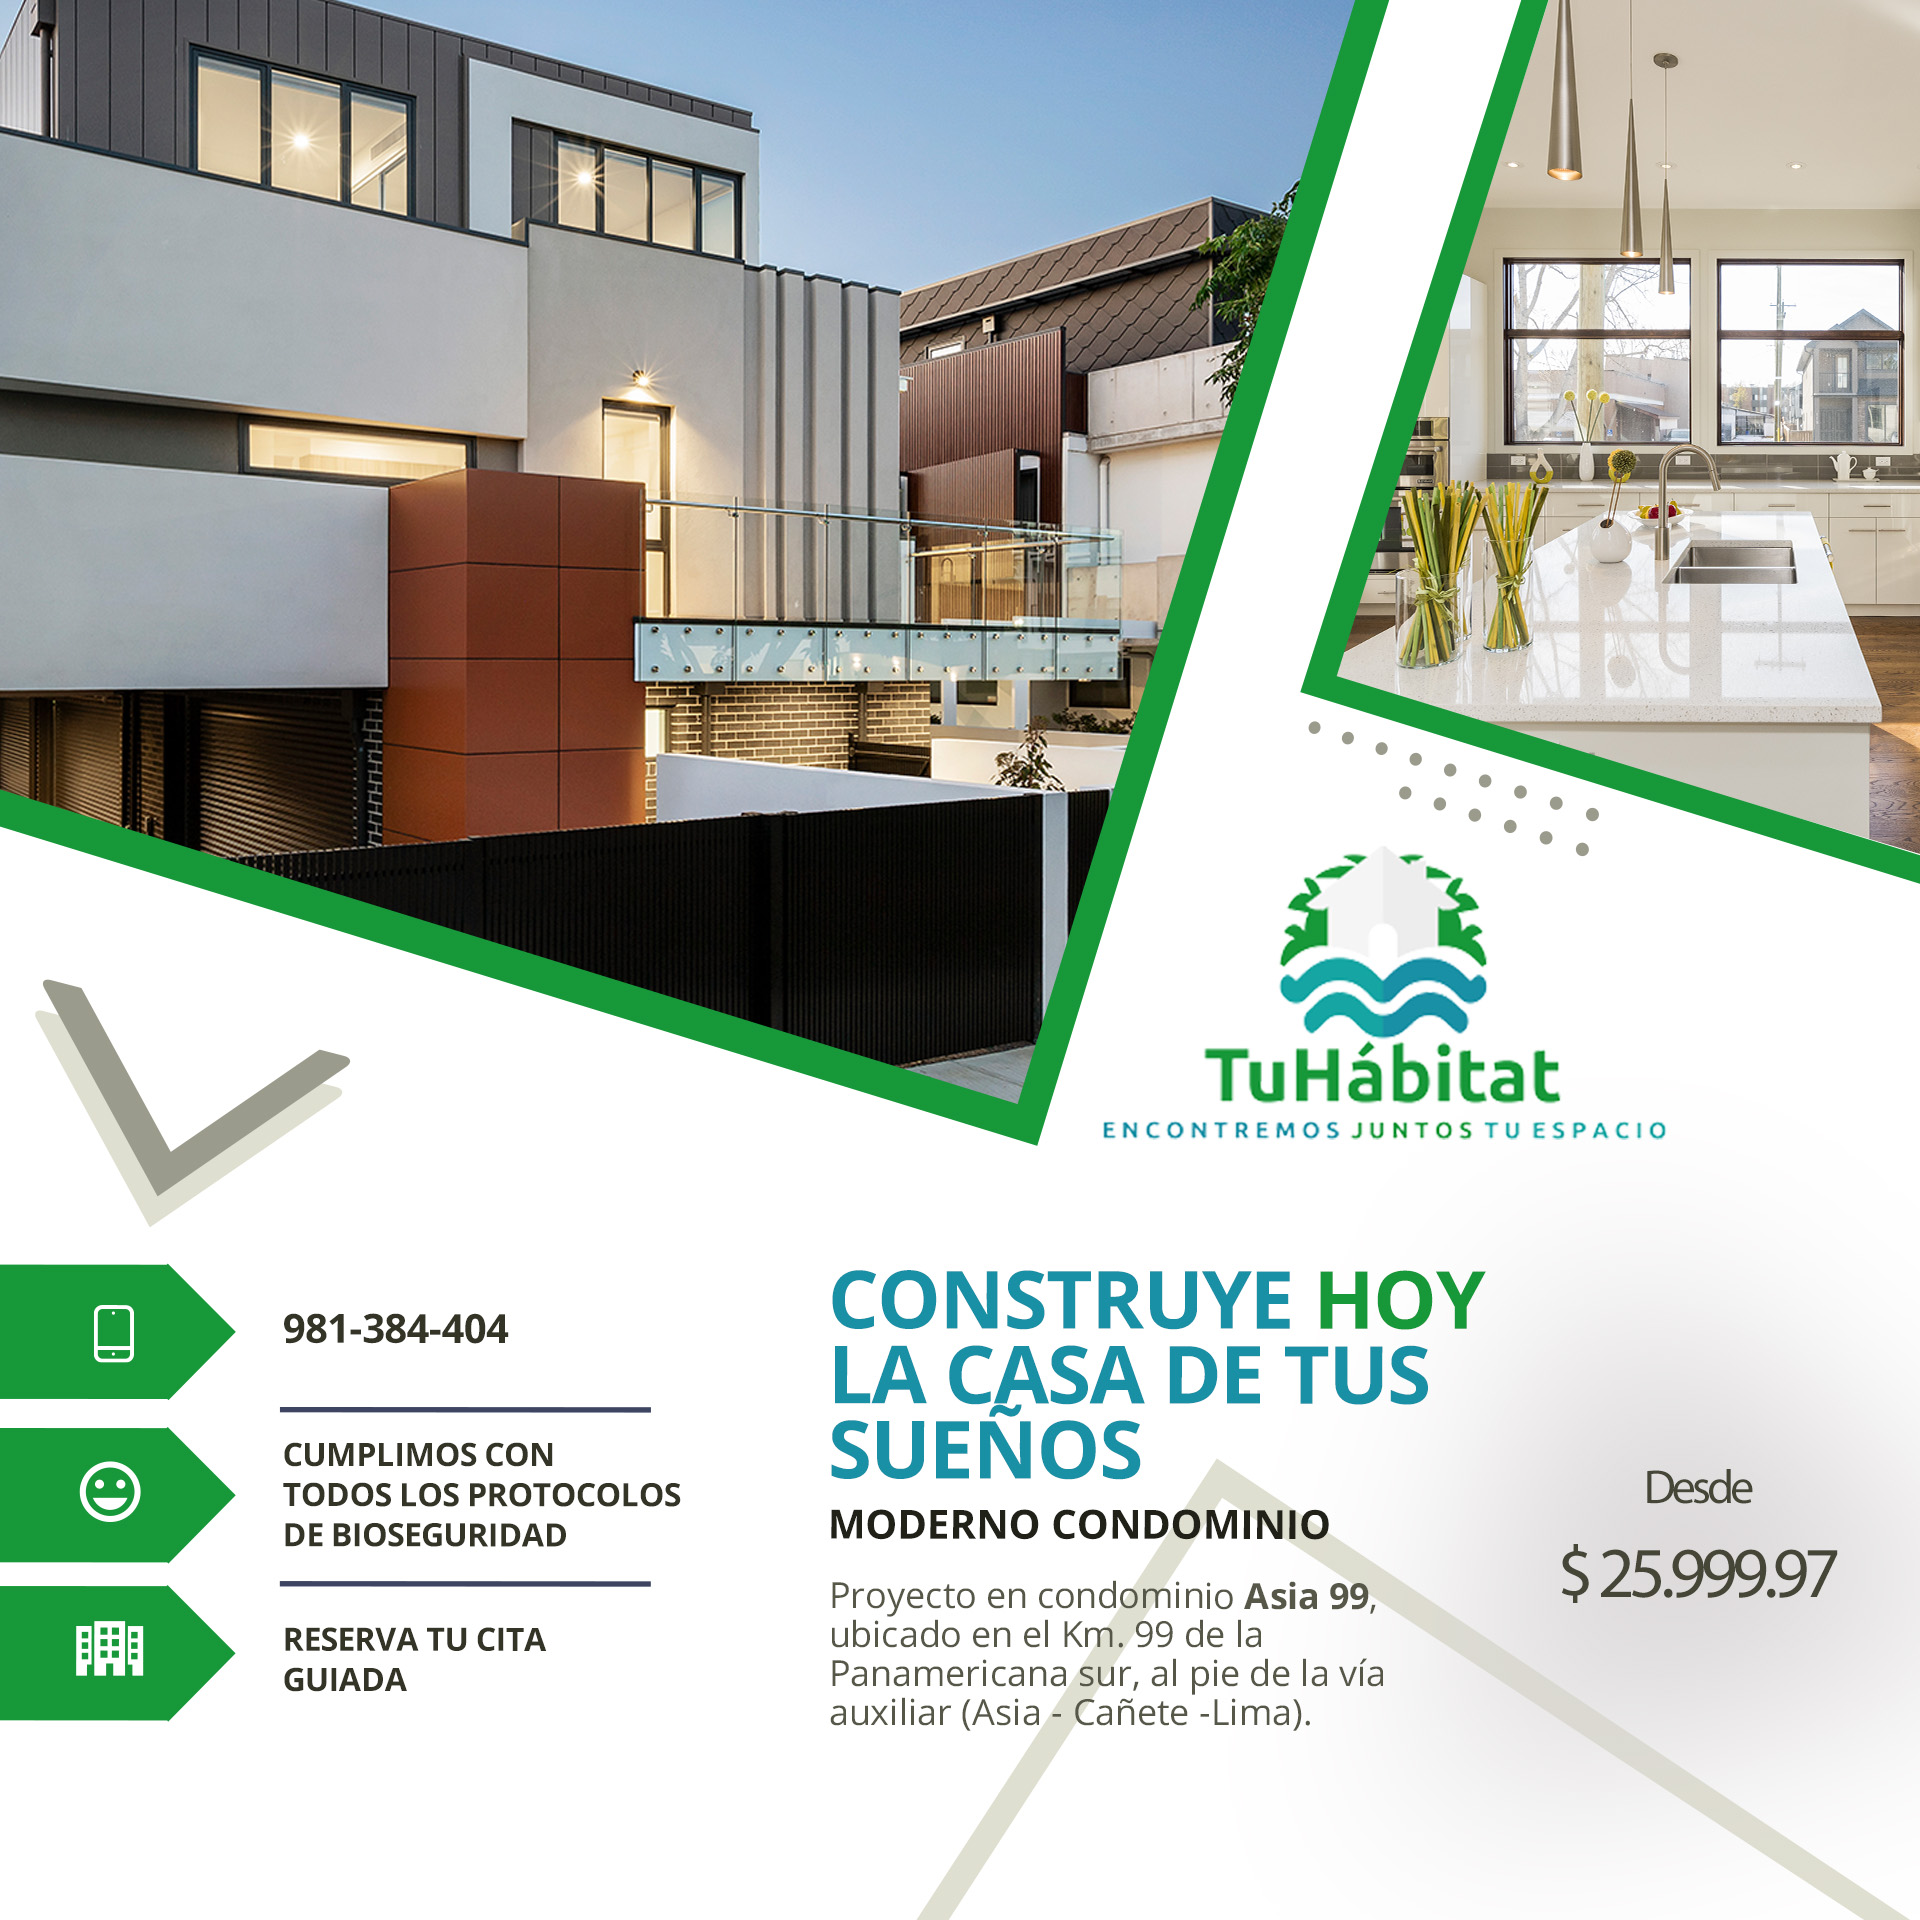 TuHábitat
ENCONTREMOS JUNTOS TU ESPACIO
981-384-404
CUMPLIMOS CON
TODOS LOS PROTOCOLOS
DE BIOSEGURIDAD
RESERVA TU CITA
GUIADA
CONSTRUYE HOY
LA CASA DE TUS
SUEÑOS
MODERNO CONDOMINIO
Proyecto en condominio Asia 99,
ubicado en el Km. 99 de la
Panamericana sur, al pie de la vía
auxiliar (Asia - Cañete -Lima).
Desde
$ 25.999.97